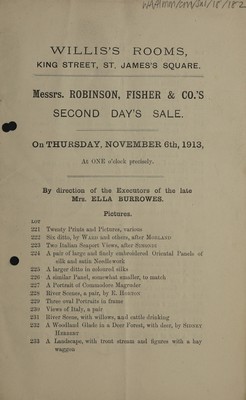 WILLIS'S ROOMS,
KING STREET, ST. JAMES'S SQUARE.
Messrs. ROBINSON, FISHER & CO.'S
SECOND DAY'S SALE.
On THURSDAY, NOVEMBER 6th, 1913,
At ONE o'clock precisely.
By direction of the Executors of the late
Mrs. ELLA BURROWES.
Pictures.
LOT
221 Twenty Prints and Pictures, various
222 Six ditto, by WARD and others, after MORLAND
223 Two Italian Seaport Views, after
224 A pair of large and finely embroidered Oriental Panels of
silk and satin Needlework
225 A larger ditto in coloured silks
226 A similar Panel, somewhat smaller, to match
227 A Portrait of Commodore Magruder
228 River Scenes, a pair, by E.
229 Three oval Portraits in frame
230 Views of Italy, a pair
231 River Scene, with willows, and cattle drinking
232 A Woodland Glade in a Deer Forest, with deer, by SIDNEY
HERBERT
233 A Landscape, with trout stream and figures with a hay
waggon